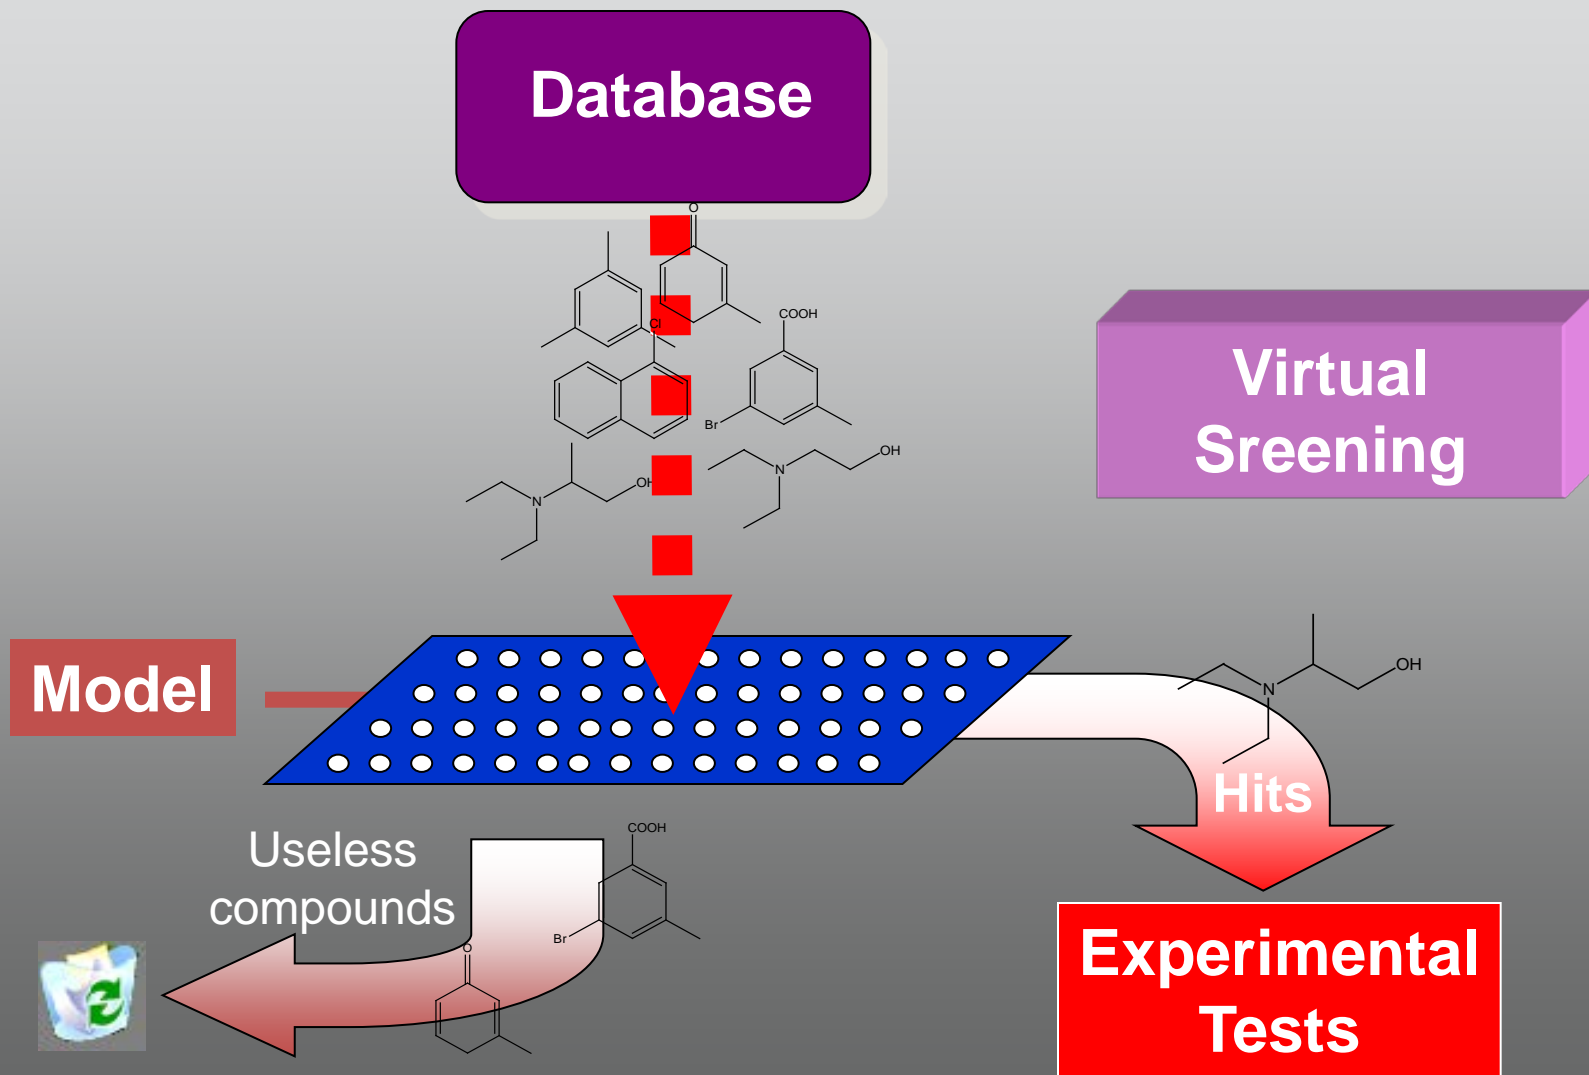 Database
O
Cl
COOH
Br
OH
N
OH
N
Virtual
Sreening
Model
OH
N
Hits
Useless
compounds
COOH
Br
O
Experimental
Tests